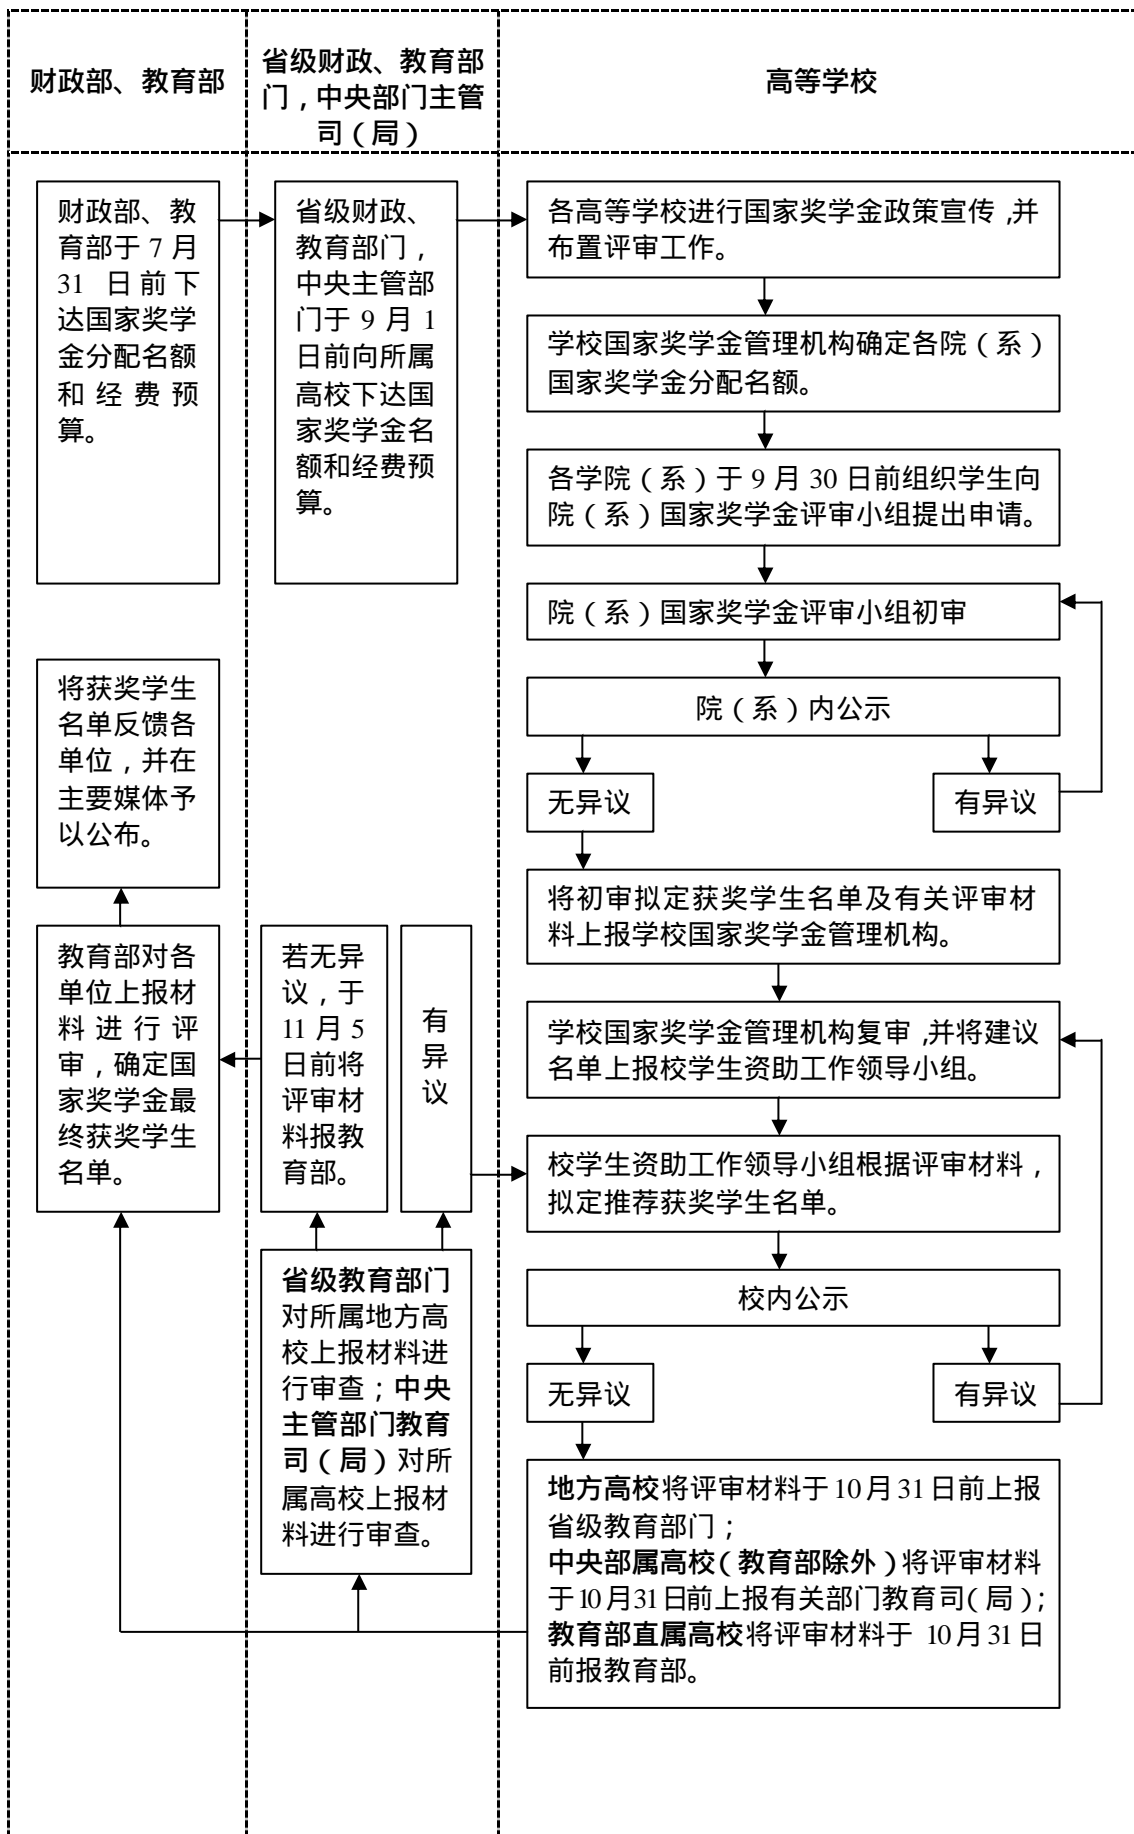 财政部、教育部
省级财政、教育部
门，中央部门主管
司（局）
高等学校
财政部、教
育部于 7 月
31 日前下
达国家奖学
金分配名额
和经费预
算。
省级财政、
教育部门，
中央主管部
门于 9 月 1
日前向所属
高校下达国
家奖学金名
额和经费预
算。
各高等学校进行国家奖学金政策宣传，并
布置评审工作。
学校国家奖学金管理机构确定各院（系）
国家奖学金分配名额。
各学院（系）于 9 月 30 日前组织学生向
院（系）国家奖学金评审小组提出申请。
院（系）国家奖学金评审小组初审
院（系）内公示
无异议
有异议
将初审拟定获奖学生名单及有关评审材
料上报学校国家奖学金管理机构。
学校国家奖学金管理机构复审，并将建议
名单上报校学生资助工作领导小组。
校学生资助工作领导小组根据评审材料，
拟定推荐获奖学生名单。
校内公示
无异议
有异议
地方高校将评审材料于 10 月 31 日前上报
省级教育部门；
中央部属高校（教育部除外）将评审材料
于 10 月 31 日前上报有关部门教育司（局）；
教育部直属高校将评审材料于 10 月 31 日
前报教育部。
省级教育部门
对所属地方高
校上报材料进
行审查；中央
主管部门教育
司（局）对所
属高校上报材
料进行审查。
若无异
议，于
11 月 5
日前将
评审材
料报教
育部。
有
异
议
教育部对各
单位上报材
料进行评
审，确定国
家奖学金最
终获奖学生
名单。
将获奖学生
名单反馈各
单位，并在
主要媒体予
以公布。